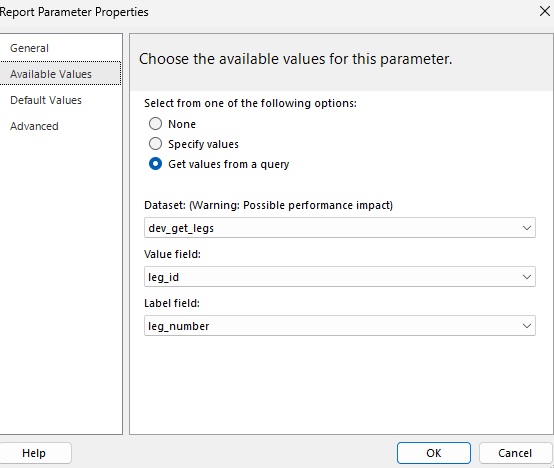 Report Parameter Properties
General
Available Values
Default Values
Advanced
Choose the available values for this parameter.
Select from one of the following options:
None
Specify values
Get values from a query
Dataset: (Warning: Possible performance impact)
dev_get_legs
Value field:
leg_id
Label field:
leg_number
Help
OK
Cancel